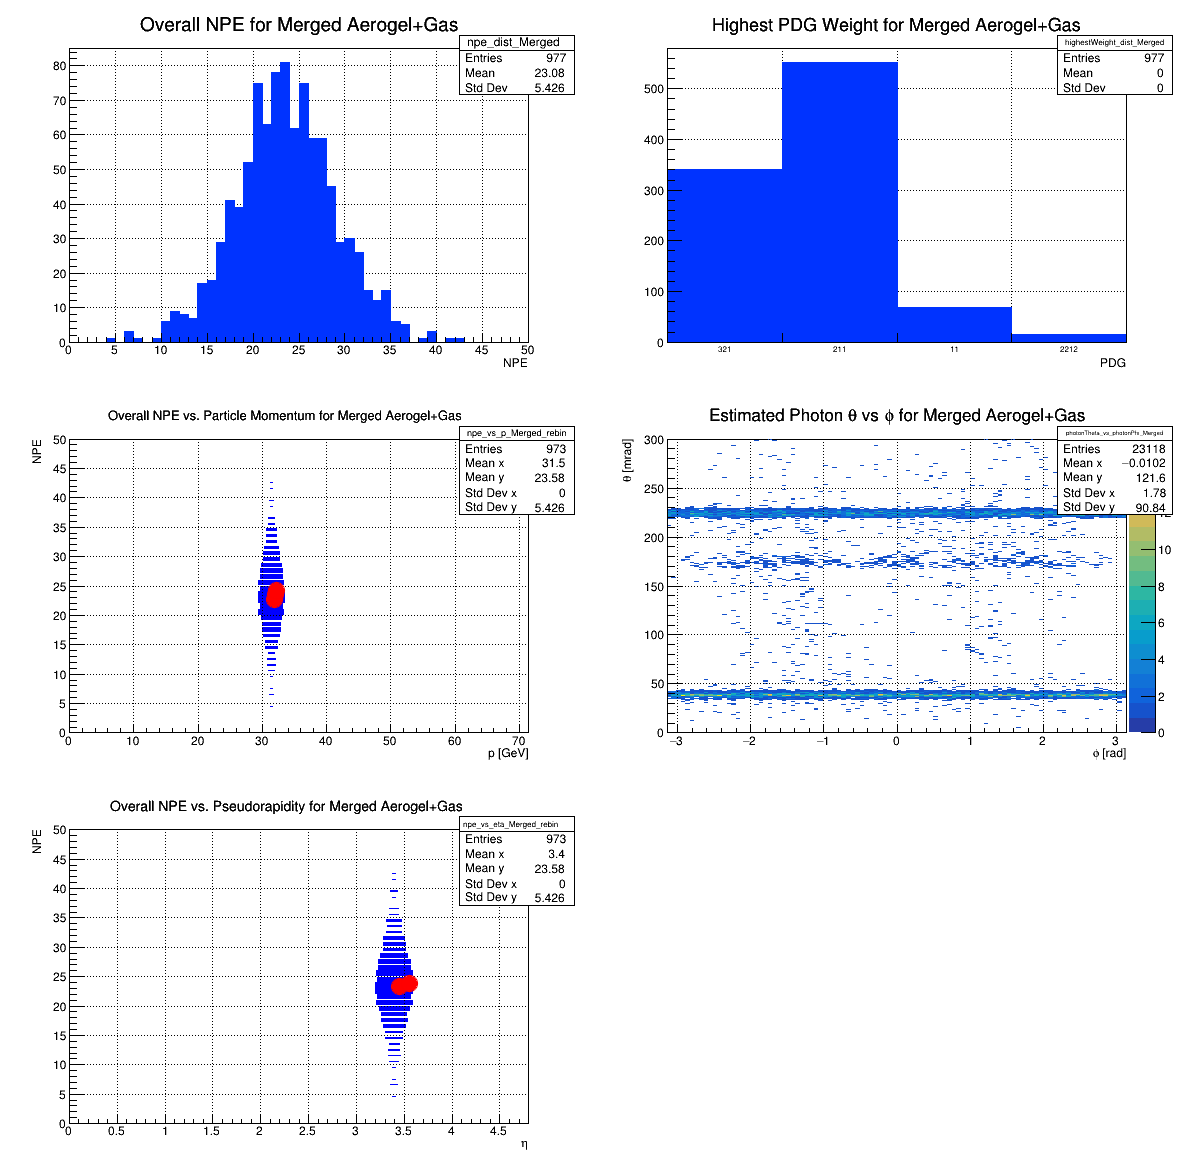 Overall NPE for Merged Aerogel+Gas
npe_dist_Merged
Entries 977
Mean 23.08
Std Dev 5.426
80
70
60
50
40
30
20
10
0
0 5 10 15 20 25 30 35 40 45 50
NPE
Highest PDG Weight for Merged Aerogel+Gas
highestWeight_dist_Merged
Entries 977
Mean 0
Std Dev 0
500
400
300
200
100
0
321 211 11 2212
PDG
Overall NPE vs. Particle Momentum for Merged Aerogel+Gas
npe_vs_p_Merged_rebin
Entries 973
Mean x 31.5
Mean y 23.58
Std Dev x 0
Std Dev y 5.426
NPE
50
45
40
35
30
25
20
15
10
5
0
0 10 20 30 40 50 60 70
p [GeV]
Estimated Photon θ vs ϕ for Merged Aerogel+Gas
photonTheta_vs_photonPhi_Merged
Entries 23118
Mean x −0.0102
Mean y 121.6
Std Dev x 1.78
Std Dev y 90.84
θ [mrad]
300
250
200
150
100
50
0
−3 −2 −1 0 1 2 3
ϕ [rad]
12
10
8
6
4
2
0
Overall NPE vs. Pseudorapidity for Merged Aerogel+Gas
npe_vs_eta_Merged_rebin
Entries 973
Mean x 3.4
Mean y 23.58
Std Dev x 0
Std Dev y 5.426
NPE
50
45
40
35
30
25
20
15
10
5
0
0 0.5 1 1.5 2 2.5 3 3.5 4 4.5
η